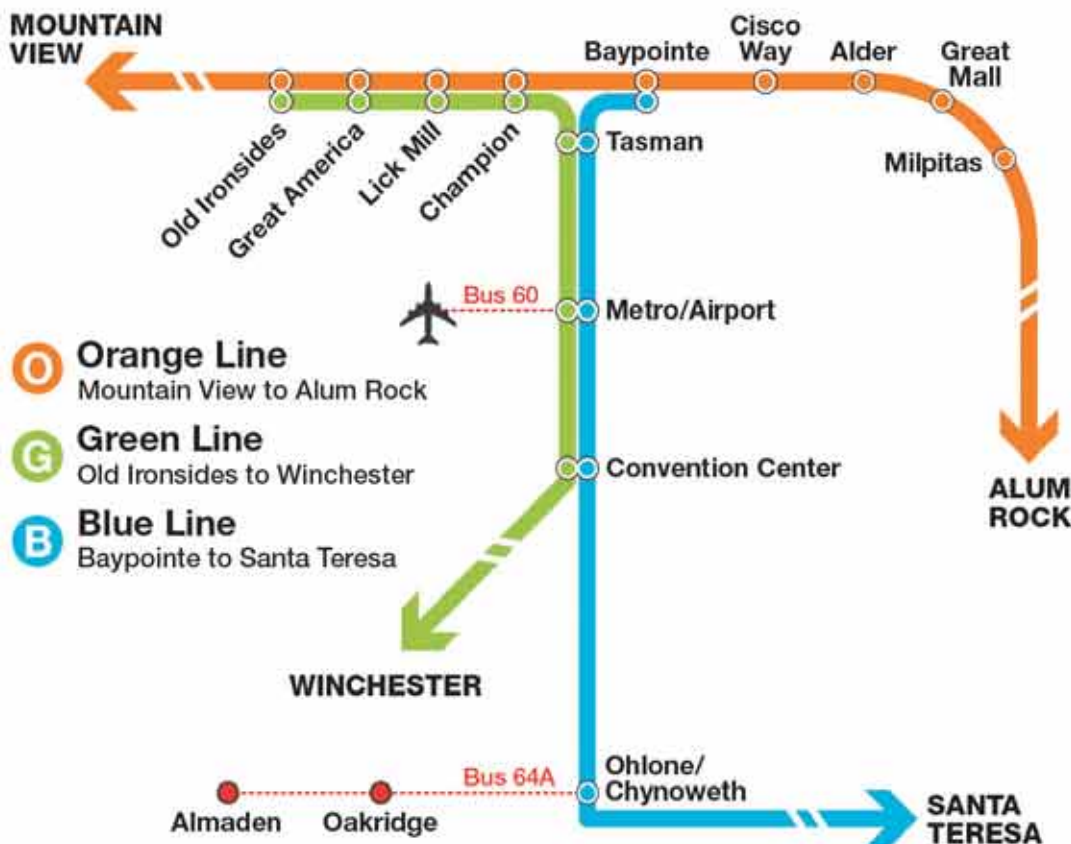 MOUNTAIN
VIEW
Baypointe
Cisco
Way
Alder
Great
Mall
Old Ironsides
Great America
Lick Mill
Champion
Tasman
Milpitas
Bus 60
Metro/Airport
O Orange Line
Mountain View to Alum Rock
G Green Line
Old Ironsides to Winchester
B Blue Line
Baypointe to Santa Teresa
Convention Center
ALUM
ROCK
WINCHESTER
Bus 64A
Almaden
Oakridge
Ohlone/
Chynoweth
SANTA
TERESA